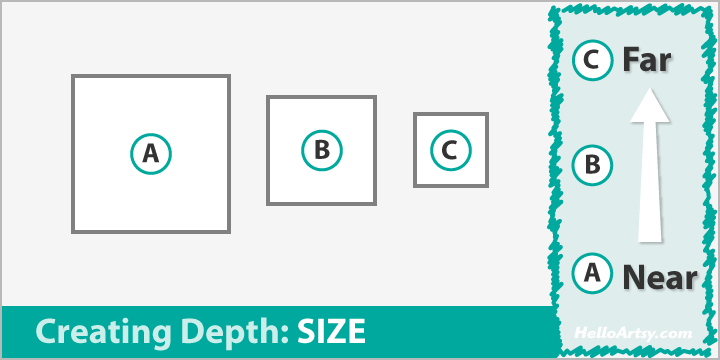 A
B
C
Creating Depth: SIZE
C Far
B
A Near
HelloArtsy.com